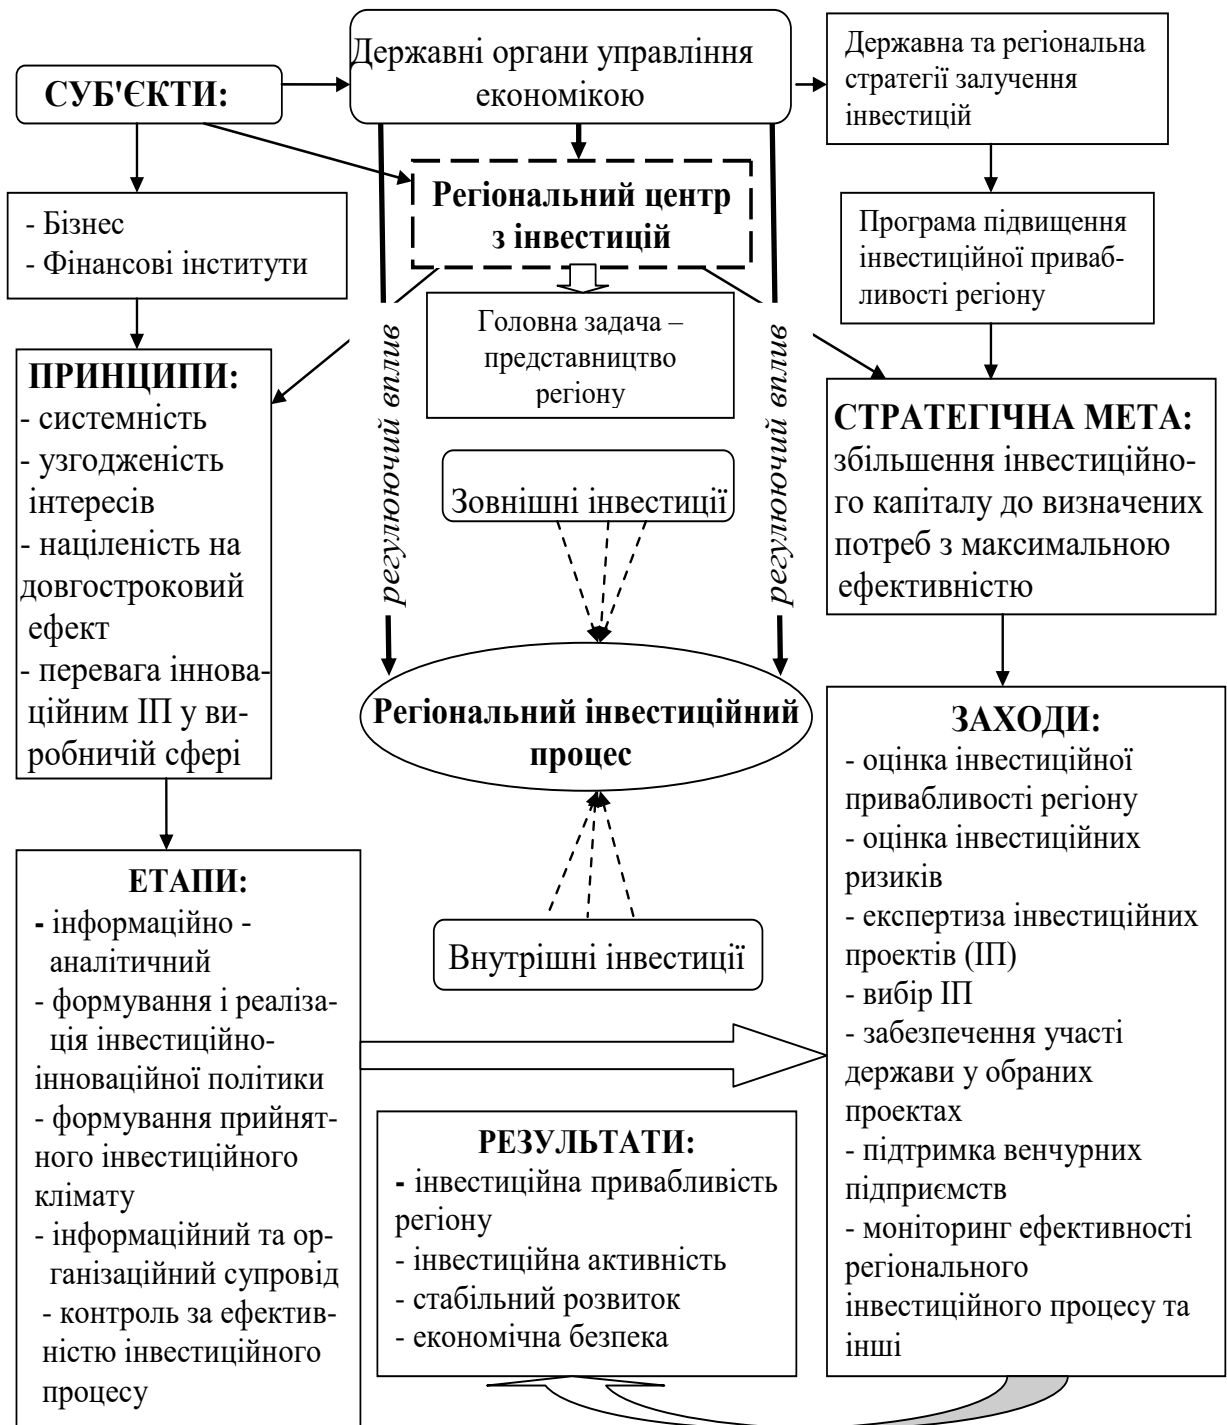 СУБ'ЄКТИ:
Державні органи управління
економікою
Державна та регіональна
стратегії залучення
інвестицій
- Бізнес
- Фінансові інститути
Регіональний центр
з інвестицій
Програма підвищення
інвестиційної приваб-
ливості регіону
Головна задача –
представництво
регіону
регулюючий вплив
регулюючий вплив
ПРИНЦИПИ:
- системність
- узгодженість
інтересів
- націленість на
довгостроковий
ефект
- перевага іннова-
ційним ІП у ви-
робничій сфері
СТРАТЕГІЧНА МЕТА:
збільшення інвестиційно-
го капіталу до визначених
потреб з максимальною
ефективністю
Зовнішні інвестиції
Регіональний інвестиційний
процес
Внутрішні інвестиції
ЕТАПИ:
- інформаційно -
аналітичний
- формування і реаліза-
ція інвестиційно-
інноваційної політики
- формування прийнят-
ного інвестиційного
клімату
- інформаційний та ор-
ганізаційний супровід
- контроль за ефектив-
ністю інвестиційного
процесу
ЗАХОДИ:
- оцінка інвестиційної
привабливості регіону
- оцінка інвестиційних
ризиків
- експертиза інвестиційних
проектів (ІП)
- вибір ІП
- забезпечення участі
держави у обраних
проектах
- підтримка венчурних
підприємств
- моніторинг ефективності
регіонального
інвестиційного процесу та
інші
РЕЗУЛЬТАТИ:
- інвестиційна привабливість
регіону
- інвестиційна активність
- стабільний розвиток
- економічна безпека